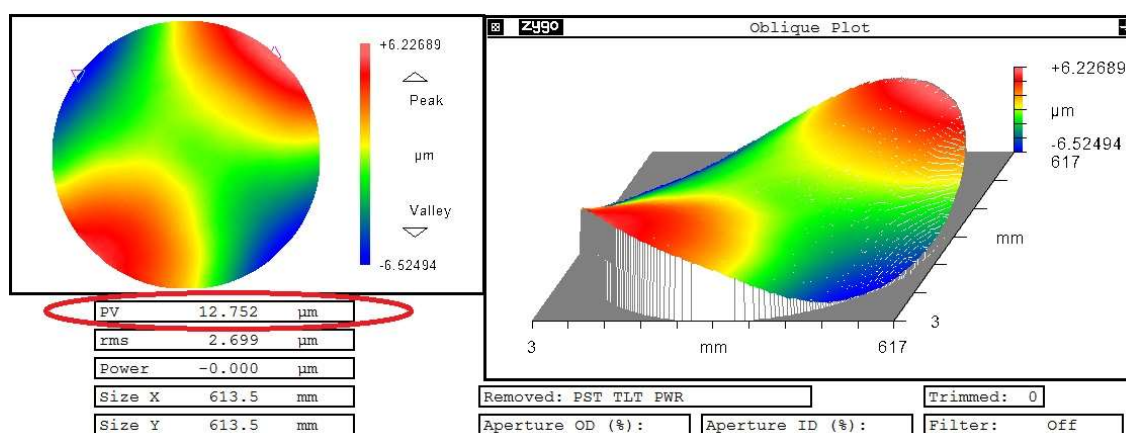 +6.22689
Peak
µm
Valley
-6.52494
PV 12.752 µm
rms 2.699 µm
Power -0.000 µm
Size X 613.5 mm
Size Y 613.5 mm
zygo Oblique Plot
+6.22689
µm
-6.52494
617
mm
3
3 mm 617
Removed: PST TLT PWR
Trimmed: 0
Aperture OD (%):
Aperture ID (%):
Filter: Off